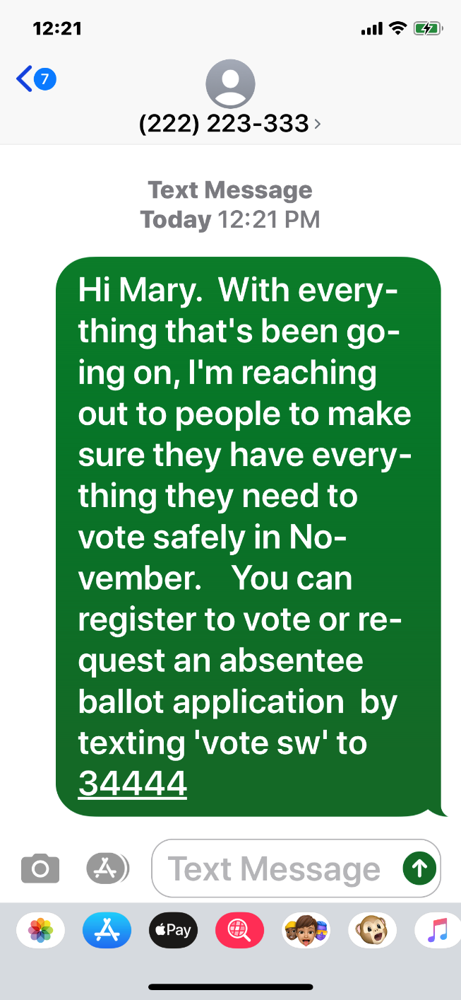 12:21
7
(222) 223-333
Text Message
Today 12:21 PM
Hi Mary.  With every-
thing that's been go-
ing on, I'm reaching
out to people to make
sure they have every-
thing they need to
vote safely in No-
vember.    You can
register to vote or re-
quest an absentee
ballot application  by
texting 'vote sw' to
34444
Text Message
Pay